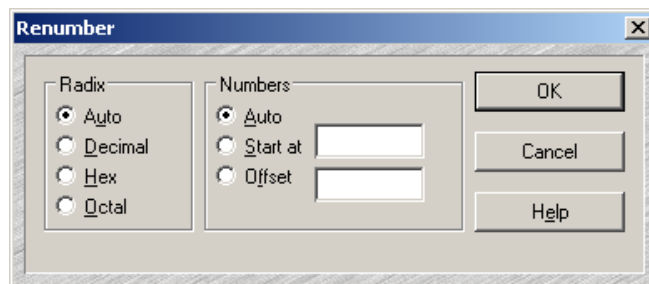 Renumber
Radix
Auto
Decimal
Hex
Octal
Numbers
Auto
Start at
Offset
OK
Cancel
Help